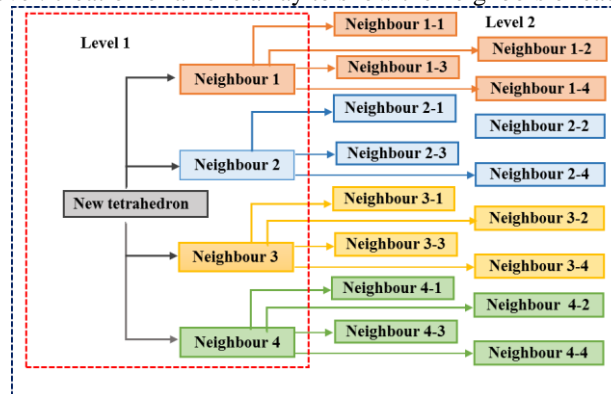 Level 1
Level 2
Neighbour 1-1
Neighbour 1-2
Neighbour 1
Neighbour 1-3
Neighbour 1-4
Neighbour 2-1
Neighbour 2-2
Neighbour 2
Neighbour 2-3
Neighbour 2-4
New tetrahedron
Neighbour 3-1
Neighbour 3-2
Neighbour 3
Neighbour 3-3
Neighbour 3-4
Neighbour 4-1
Neighbour 4-2
Neighbour 4
Neighbour 4-3
Neighbour 4-4